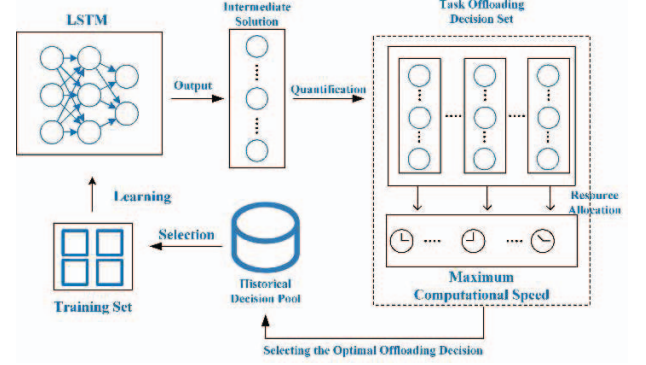 LSTM
Intermediate
Solution
Task Offloading
Decision Set
Output
Quantification
Resource
Allocation
Learning
Selection
Training Set
Historical
Decision Pool
Maximum
Computational Speed
Selecting the Optimal Offloading Decision